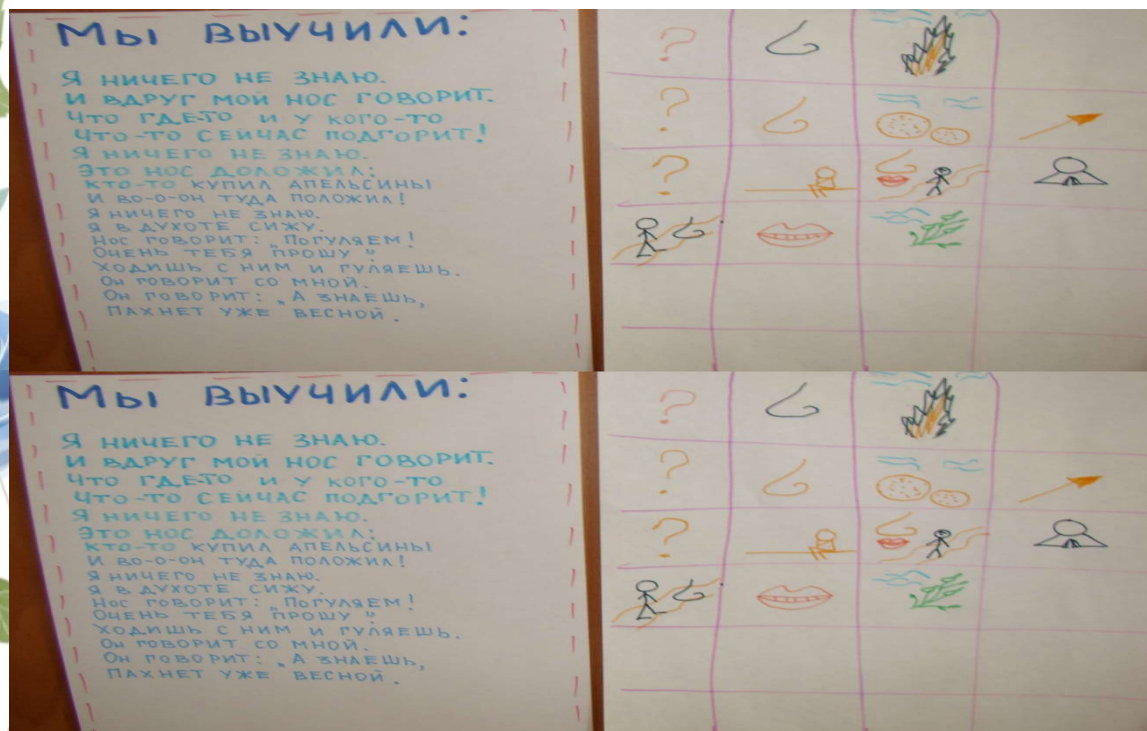 Мы выучили:
Я ничего не знаю.
И вдруг мой нос говорит.
Что где-то и у кого-то
Что-то сейчас подгорит!
Я ничего не знаю.
Это нос доложил:
Кто-то купил апельсины
И во-о-он туда положил!
Я ничего не знаю.
Я в духоте сижу.
Нос говорит: „Погуляем!
Очень тебя прошу”
Ходишь с ним и гуляешь.
Он говорит со мной.
Он говорит: „А знаешь,
Пахнет уже весной.
? 
?
?
Мы выучили:
Я ничего не знаю.
И вдруг мой нос говорит.
Что где-то и у кого-то
Что-то сейчас подгорит!
Я ничего не знаю.
Это нос доложил:
Кто-то купил апельсины
И во-о-он туда положил!
Я ничего не знаю.
Я в духоте сижу.
Нос говорит: „Погуляем!
Очень тебя прошу”
Ходишь с ним и гуляешь.
Он говорит со мной.
Он говорит: „А знаешь,
Пахнет уже весной.
?
?
?